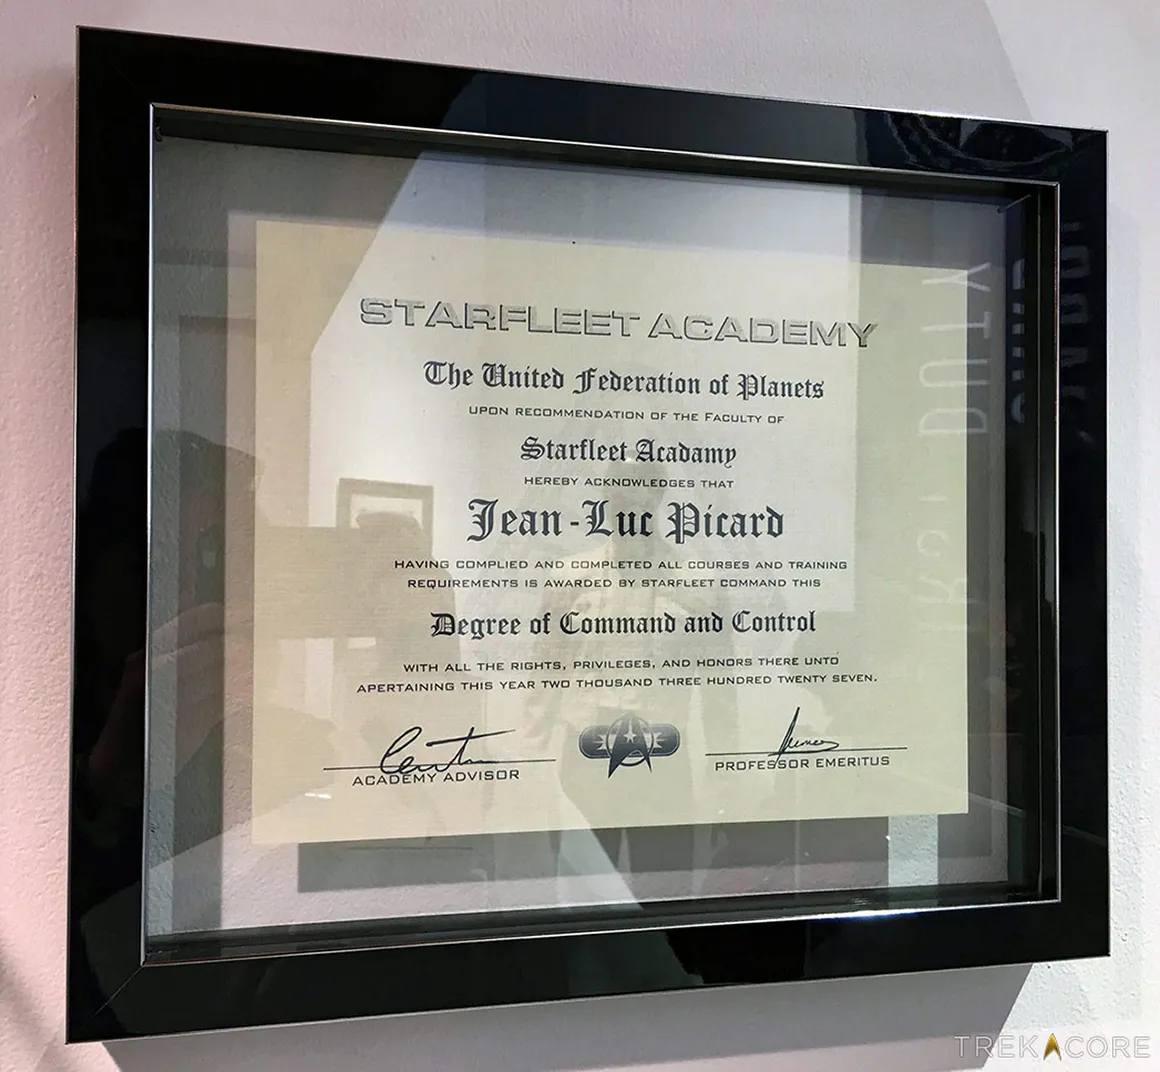 STARFLEET ACADEMY
The United Federation of Planets
UPON RECOMMENDATION OF THE FACULTY OF
Starfleet Acadamy
HEREBY ACKNOWLEDGES THAT
Jean-Luc Picard
HAVING COMPLIED AND COMPLETED ALL COURSES AND TRAINING
REQUIREMENTS IS AWARDED BY STARFLEET COMMAND THIS
Degree of Command and Control
WITH ALL THE RIGHTS, PRIVILEGES, AND HONORS THERE UNTO
APERTAINING THIS YEAR TWO THOUSAND THREE HUNDRED TWENTY SEVEN.
ACADEMY ADVISOR
PROFESSOR EMERITUS
TREKCORE